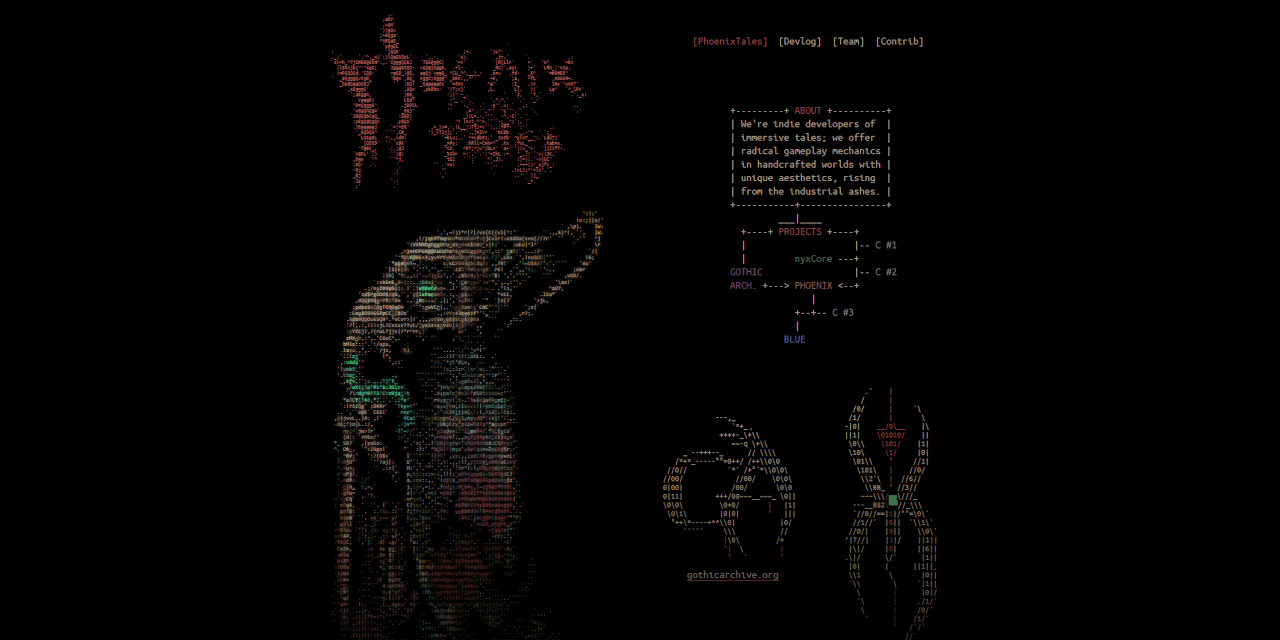 [PhoenixTales] [Devlog] [Team] [Contrib]
ABOUT
We're indie developers of
immersive tales; we offer
radical gameplay mechanics
in handcrafted worlds with
unique aesthetics, rising
from the industrial ashes.
PROJECTS
C #1
nyxCore
GOTHIC
C #2
ARCH.
PHOENIX
C #3
BLUE
gothicarchive.org